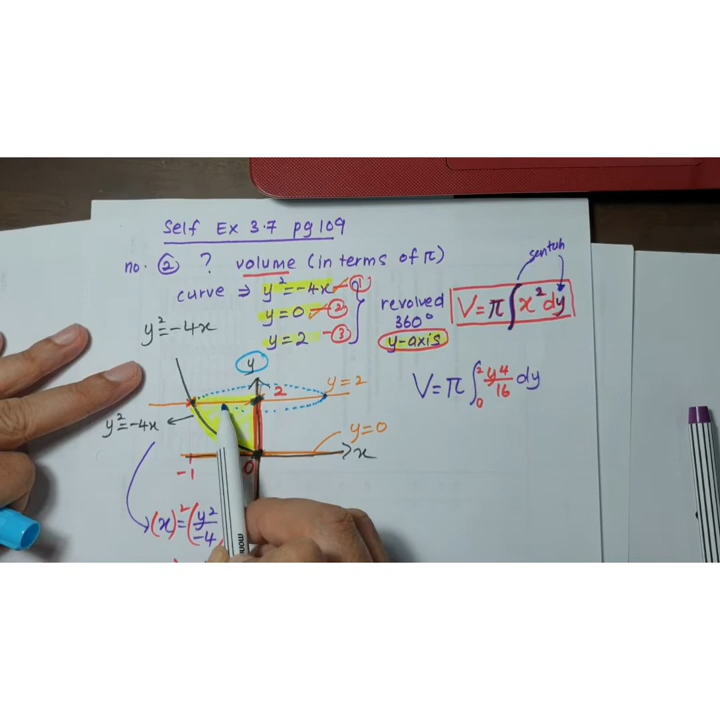 Self Ex 3.7 pg 109
no. ② ? volume (in terms of π)
sentuh
curve ⇒ y² = -4x — ①
y = 0 — ②
y = 2 — ③
revolved
360°
y-axis
V = π ∫ x² dy
y² = -4x
V = π ∫₀² y⁴/16 dy
y
2
y = 2
y² = -4x
y = 0
x
-1
0
(x)² = (y²/-4
mon